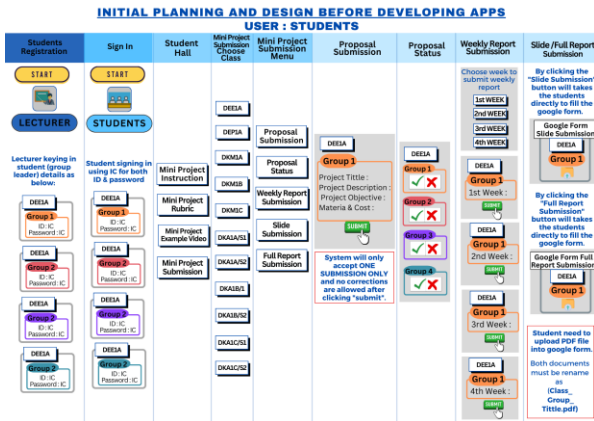 INITIAL PLANNING AND DESIGN BEFORE DEVELOPING APPS
USER : STUDENTS
Students
Registration
START
LECTURER
Lecturer keying in
student (group
leader) details as
below:
DEE1A
Group 1
ID : IC
Password : IC
DEE1A
Group 2
ID : IC
Password : IC
DEE1A
Group 2
ID : IC
Password : IC
DEE1A
Group 2
ID : IC
Password : IC
Sign In
START
STUDENTS
Student signing in
using IC for both
ID & password
DEE1A
Group 1
ID : IC
Password : IC
DEE1A
Group 2
ID : IC
Password : IC
DEE1A
Group 2
ID : IC
Password : IC
DEE1A
Group 2
ID : IC
Password : IC
Student
Hall
Mini Project
Instruction
Mini Project
Rubric
Mini Project
Example Video
Mini Project
Submission
Mini Project
Submission
Choose
Class
DEE1A
DEP1A
DKM1A
DKM1B
DKM1C
DKA1A/S1
DKA1A/S2
DKA1B/1
DKA1B/S2
DKA1C/S1
DKA1C/S2
Mini Project
Submission
Menu
Proposal
Submission
Proposal
Status
Weekly Report
Submission
Slide
Submission
Full Report
Submission
Proposal
Submission
DEE1A
Group 1
Project Tittle :
Project Description :
Project Objective :
Materia & Cost :
SUBMIT
System will only
accept ONE
SUBMISSION ONLY
and no corrections
are allowed after
clicking "submit".
Proposal
Status
DEE1A
Group 1
Group 2
Group 3
Group 4
Weekly Report
Submission
Choose week to
submit weekly
report
1st WEEK
2nd WEEK
3rd WEEK
4th WEEK
DEE1A
Group 1
1st Week :
SUBMIT
DEE1A
Group 1
2nd Week :
SUBMIT
DEE1A
Group 1
3rd Week :
SUBMIT
DEE1A
Group 1
4th Week :
SUBMIT
Slide /Full Report
Submission
By clicking the
"Slide Submission"
button will takes
the students
directly to fill the
google form.
Google Form
Slide Submission
DEE1A
Group 1
By clicking the
"Full Report
Submission"
button will takes
the students
directly to fill the
google form.
Google Form Full
Report Submission
DEE1A
Group 1
Student need to
upload PDF file
into google form.
Both documents
must be rename
as
(Class_
Group_
Tittle.pdf)